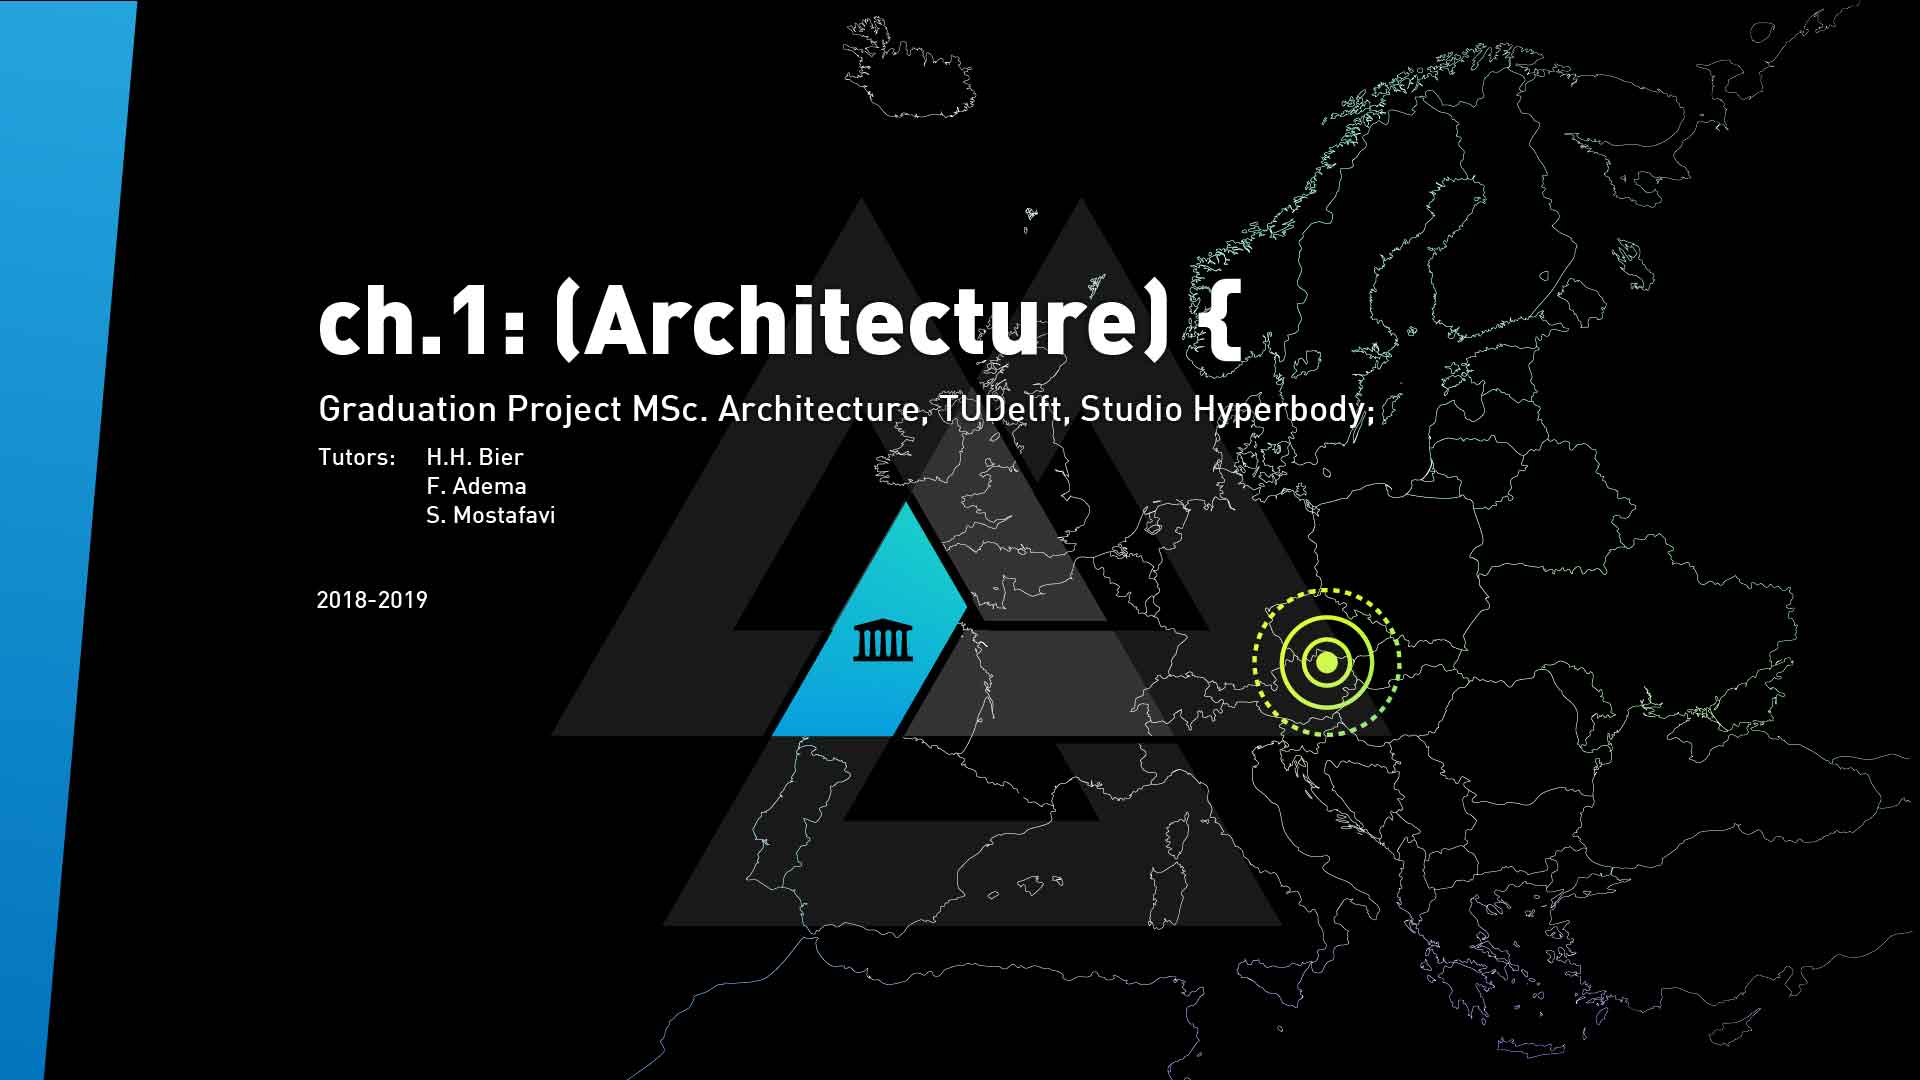 ch.1: (Architecture) {
Graduation Project MSc. Architecture, TUDelft, Studio Hyperbody;
Tutors: H.H. Bier
F. Adema
S. Mostafavi
2018-2019